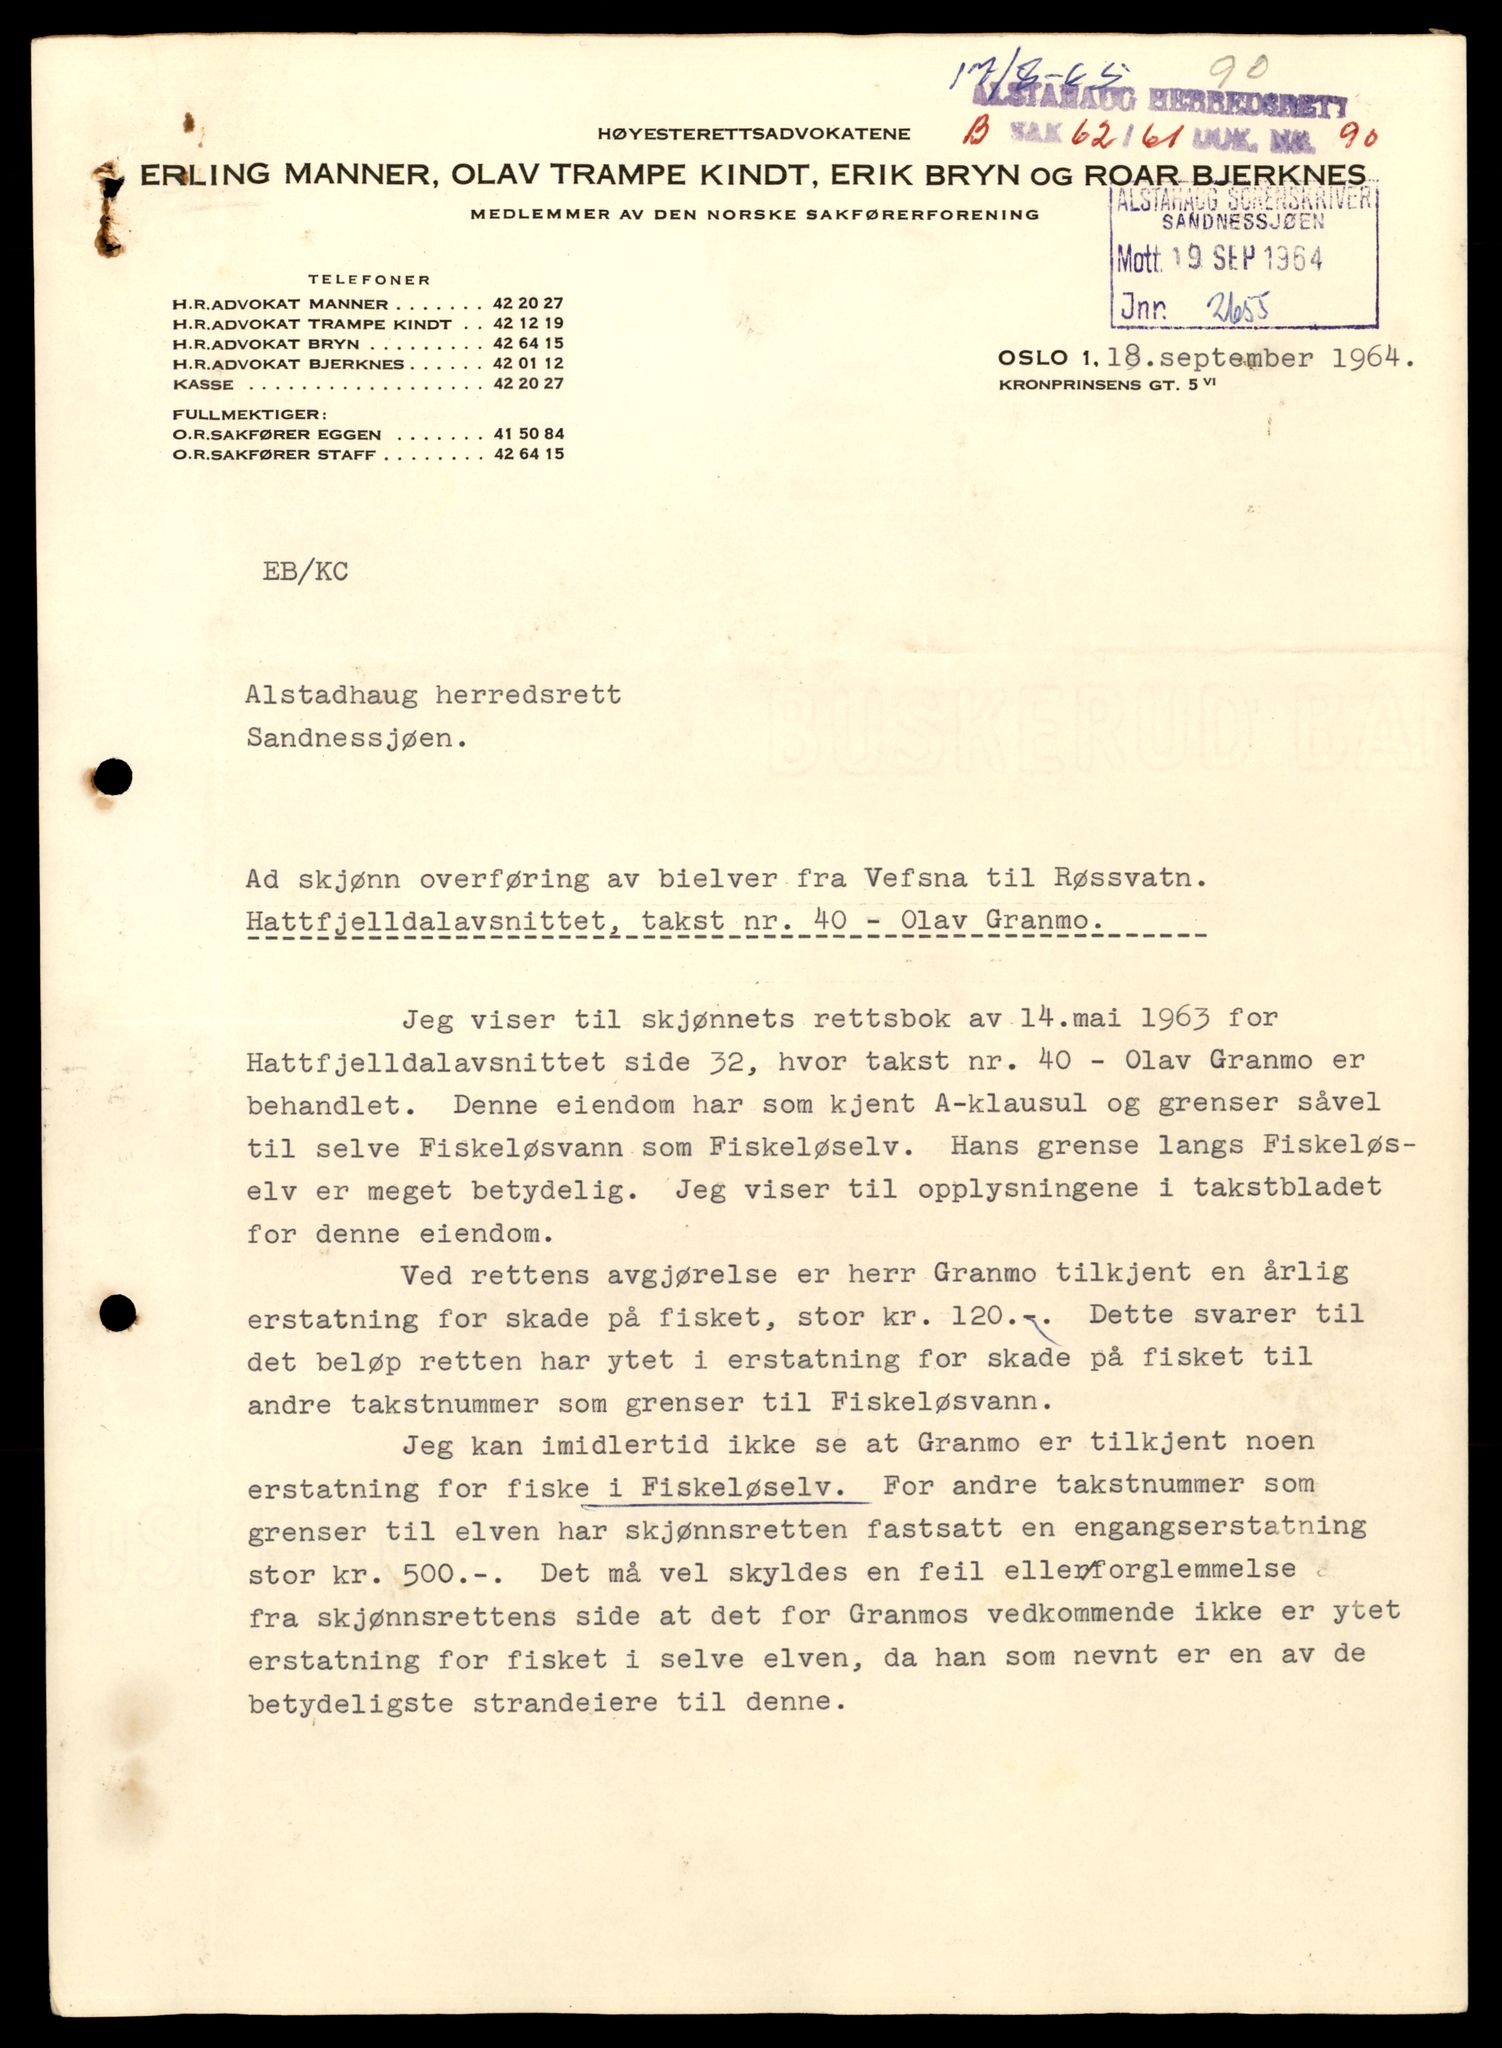 17/8-65 90
ALSTAHAUG HERREDSRETT
B SAK 62/61 DOK. NR. 90
HØYESTERETTSADVOKATENE
ERLING MANNER, OLAV TRAMPE KINDT, ERIK BRYN OG ROAR BJERKNES
MEDLEMMER AV DEN NORSKE SAKFØRERFORENING
ALSTAHAUG SORENSKRIVER
SANDNESSJØEN
Mott. 19 SEP 1964
Jnr. 2655
TELEFONER
H.R.ADVOKAT MANNER ....... 42 20 27
H.R.ADVOKAT TRAMPE KINDT .. 42 12 19
H.R.ADVOKAT BRYN ......... 42 64 15
H.R.ADVOKAT BJERKNES ...... 42 01 12
KASSE .................. 42 20 27
FULLMEKTIGER:
O.R.SAKFØRER EGGEN ....... 41 50 84
O.R.SAKFØRER STAFF ........ 42 64 15
OSLO 1, 18.september 1964.
KRONPRINSENS GT. 5 VI
EB/KC
Alstadhaug herredsrett
Sandnessjøen.
BUSKERUD BAN
Ad skjønn overføring av bielver fra Vefsna til Røssvatn.
Hattfjelldalavsnittet, takst nr. 40 - Olav Granmo.
Jeg viser til skjønnets rettsbok av 14.mai 1963 for
Hattfjelldalavsnittet side 32, hvor takst nr. 40 - Olav Granmo er
behandlet. Denne eiendom har som kjent A-klausul og grenser såvel
til selve Fiskeløsvann som Fiskeløselv. Hans grense langs Fiskeløs-
elv er meget betydelig. Jeg viser til opplysningene i takstbladet
for denne eiendom.
Ved rettens avgjørelse er herr Granmo tilkjent en årlig
erstatning for skade på fisket, stor kr. 120.-. Dette svarer til
det beløp retten har ytet i erstatning for skade på fisket til
andre takstnummer som grenser til Fiskeløsvann.
Jeg kan imidlertid ikke se at Granmo er tilkjent noen
erstatning for fiske i Fiskeløselv. For andre takstnummer som
grenser til elven har skjønnsretten fastsatt en engangserstatning
stor kr. 500.-. Det må vel skyldes en feil eller forglemmelse
fra skjønnsrettens side at det for Granmos vedkommende ikke er ytet
erstatning for fisket i selve elven, da han som nevnt er en av de
betydeligste strandeiere til denne.